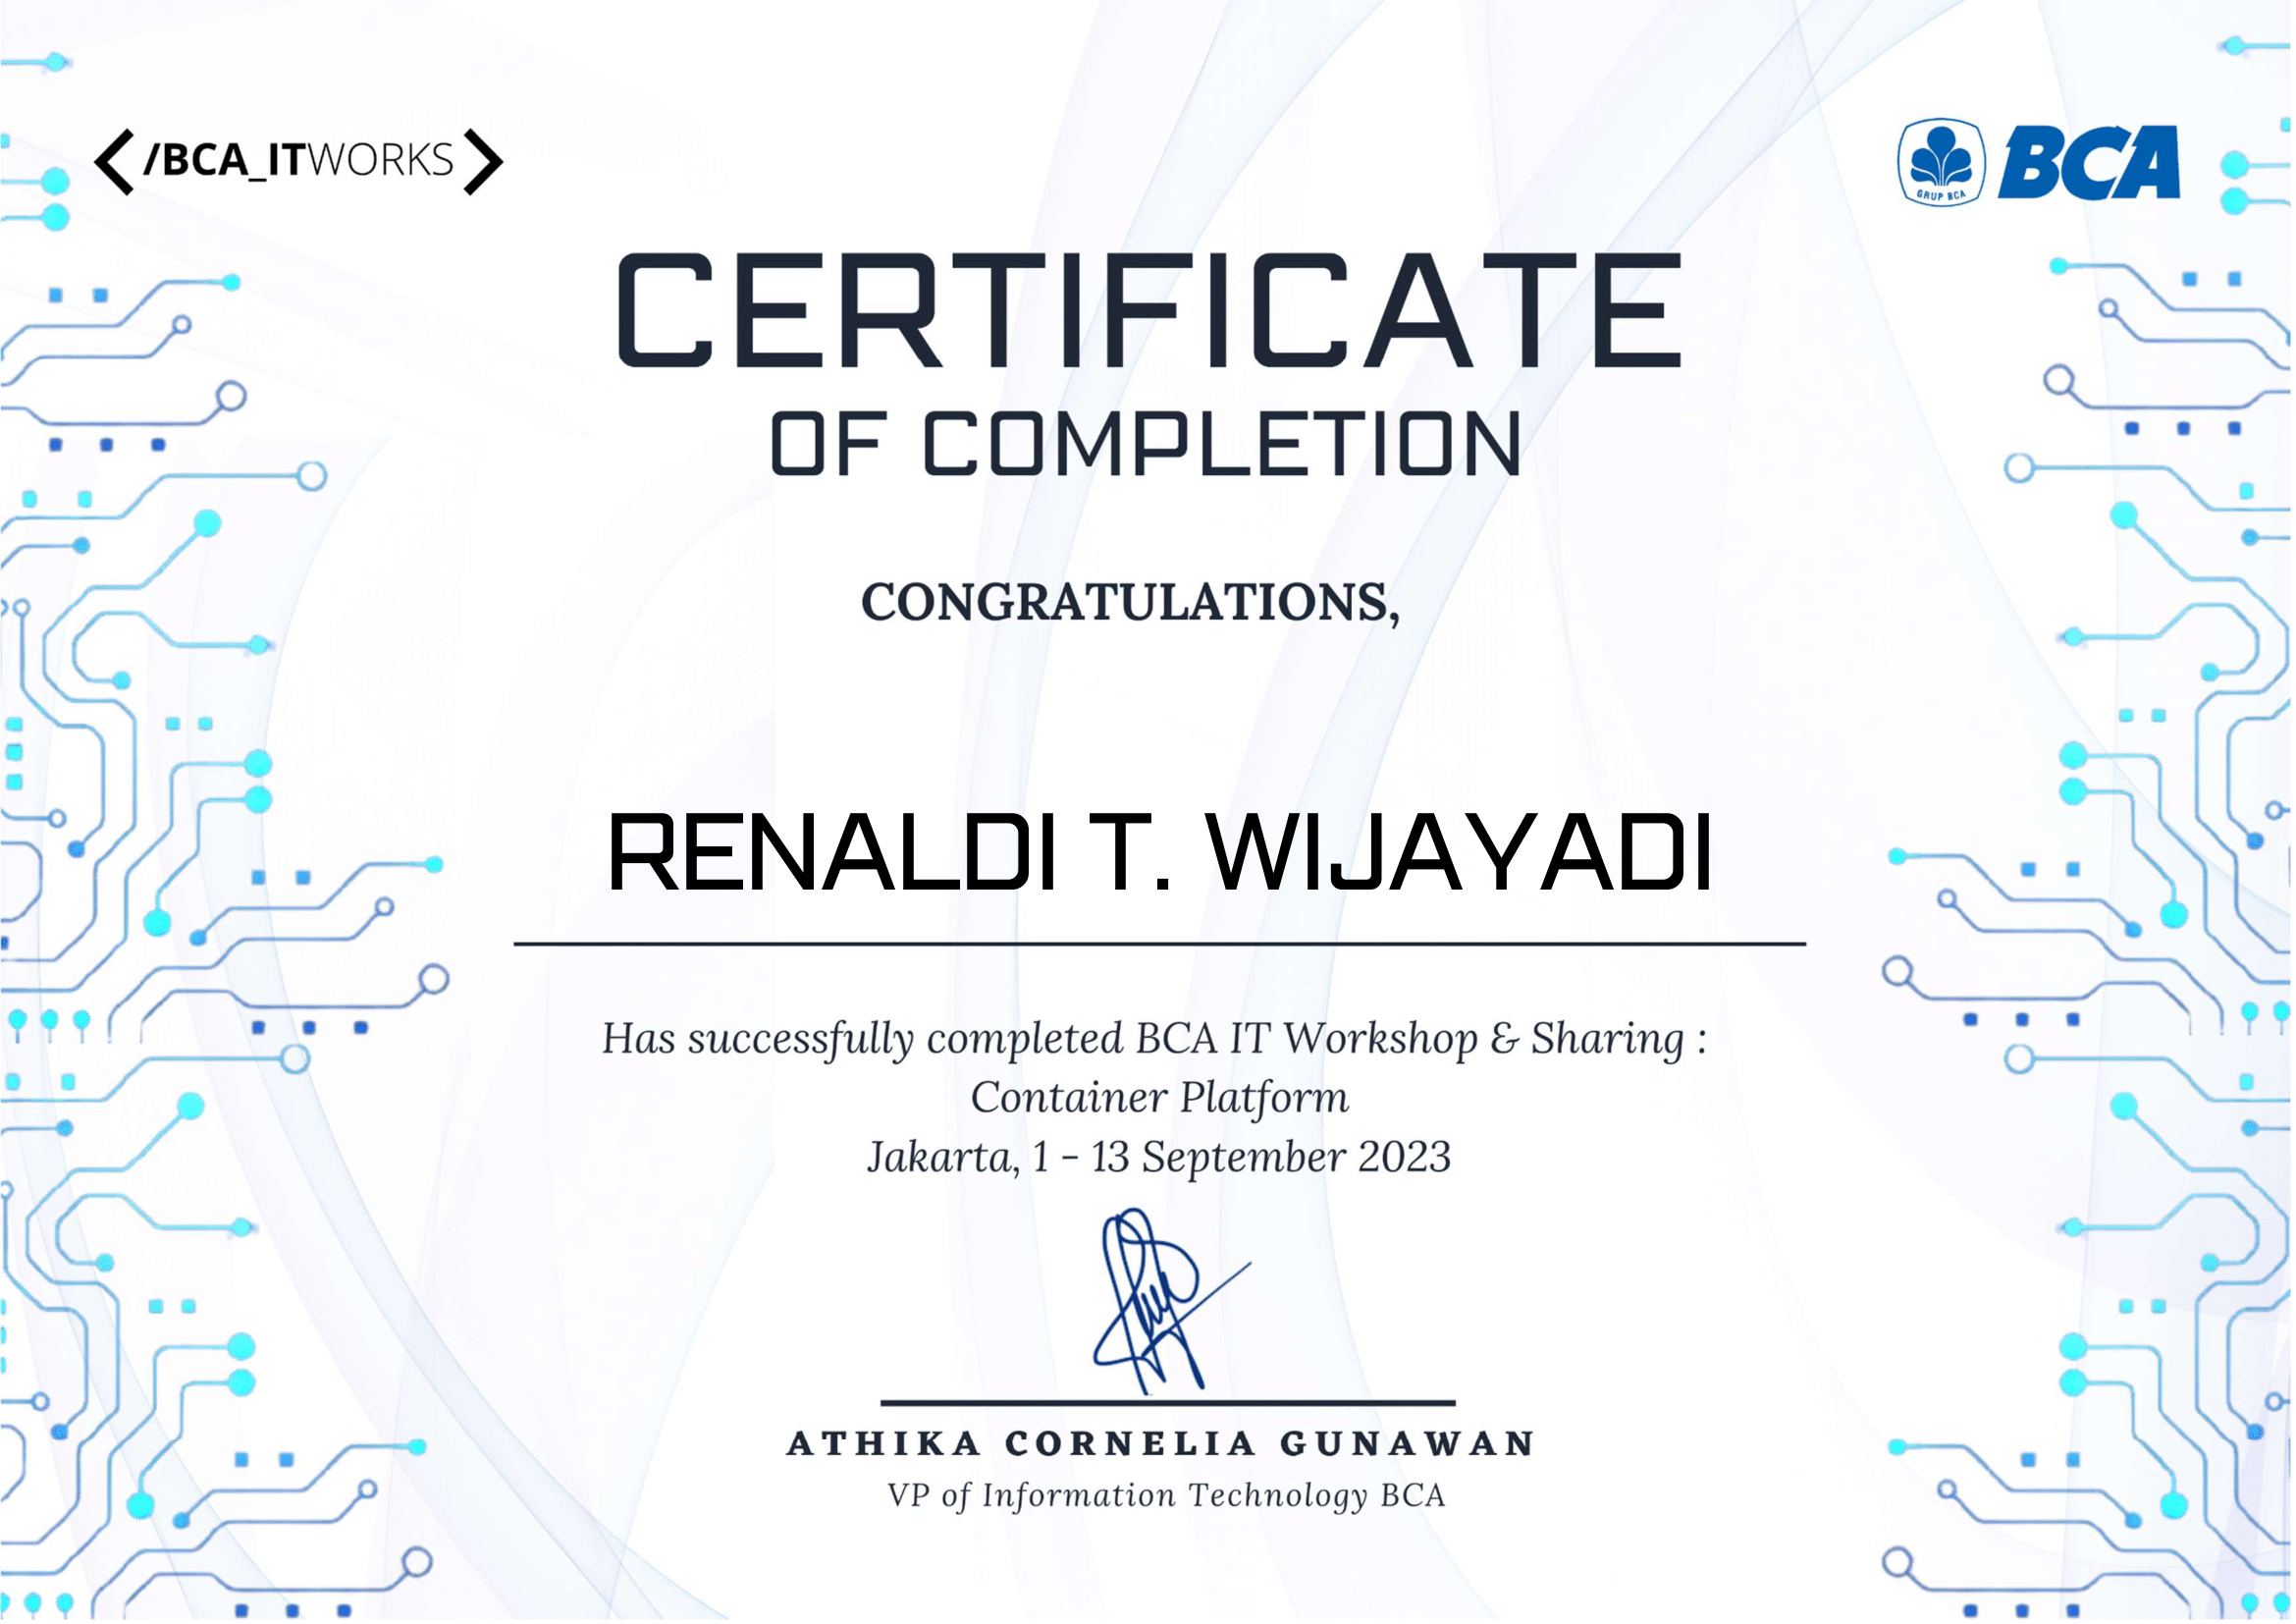 /BCA_ITWORKS
GRUP BCA
BCA
CERTIFICATE
OF COMPLETION
CONGRATULATIONS,
RENALDI T. WIJAYADI
Has successfully completed BCA IT Workshop & Sharing :
Container Platform
Jakarta, 1 - 13 September 2023
ATHIKA CORNELIA GUNAWAN
VP of Information Technology BCA